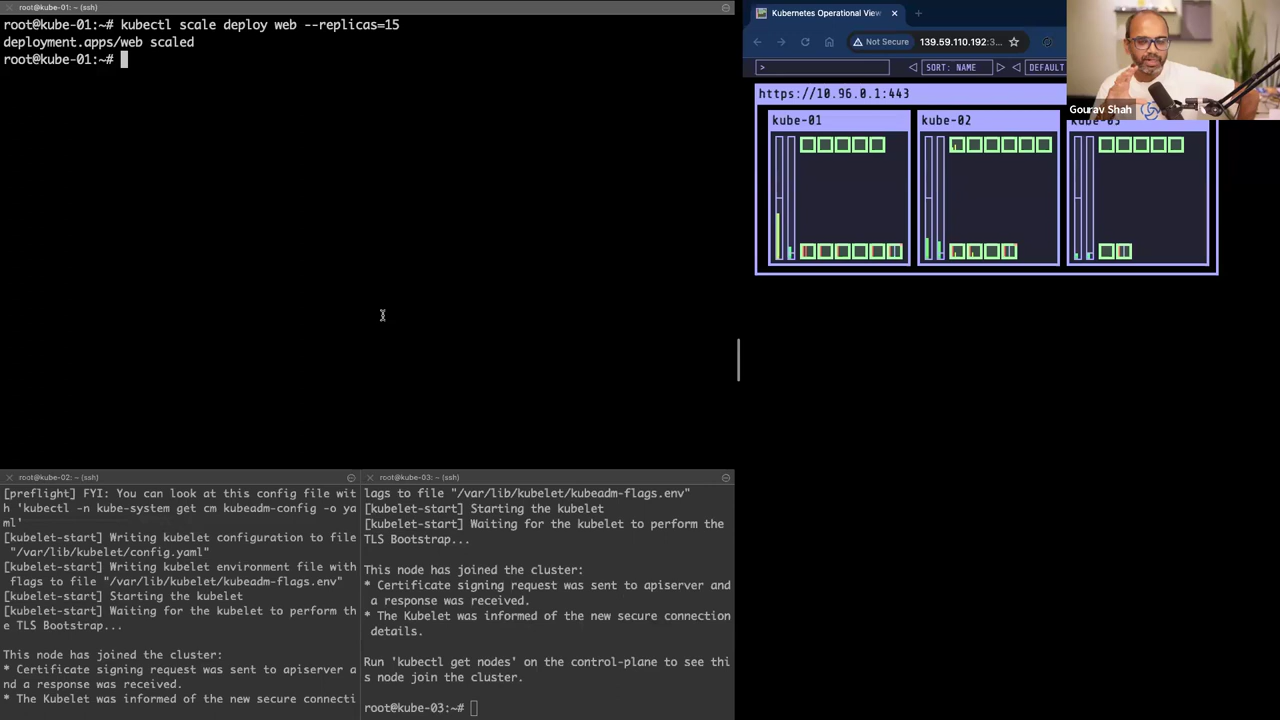 root@kube-01: ~ (ssh)
root@kube-01:~# kubectl scale deploy web --replicas=15
deployment.apps/web scaled
root@kube-01:~#
Kubernetes Operational View
Not Secure 139.59.110.192:3...
> SORT: NAME DEFAULT
https://10.96.0.1:443
Gourav Shah
kube-01 kube-02 kube-03
root@kube-02: ~ (ssh)
[preflight] FYI: You can look at this config file wit
h 'kubectl -n kube-system get cm kubeadm-config -o ya
ml'
[kubelet-start] Writing kubelet configuration to file
"/var/lib/kubelet/config.yaml"
[kubelet-start] Writing kubelet environment file with
flags to file "/var/lib/kubelet/kubeadm-flags.env"
[kubelet-start] Starting the kubelet
[kubelet-start] Waiting for the kubelet to perform th
e TLS Bootstrap...
This node has joined the cluster:
* Certificate signing request was sent to apiserver a
nd a response was received.
* The Kubelet was informed of the new secure connecti
root@kube-03: ~ (ssh)
lags to file "/var/lib/kubelet/kubeadm-flags.env"
[kubelet-start] Starting the kubelet
[kubelet-start] Waiting for the kubelet to perform the
TLS Bootstrap...
This node has joined the cluster:
* Certificate signing request was sent to apiserver and
a response was received.
* The Kubelet was informed of the new secure connection
details.
Run 'kubectl get nodes' on the control-plane to see thi
s node join the cluster.
root@kube-03:~#